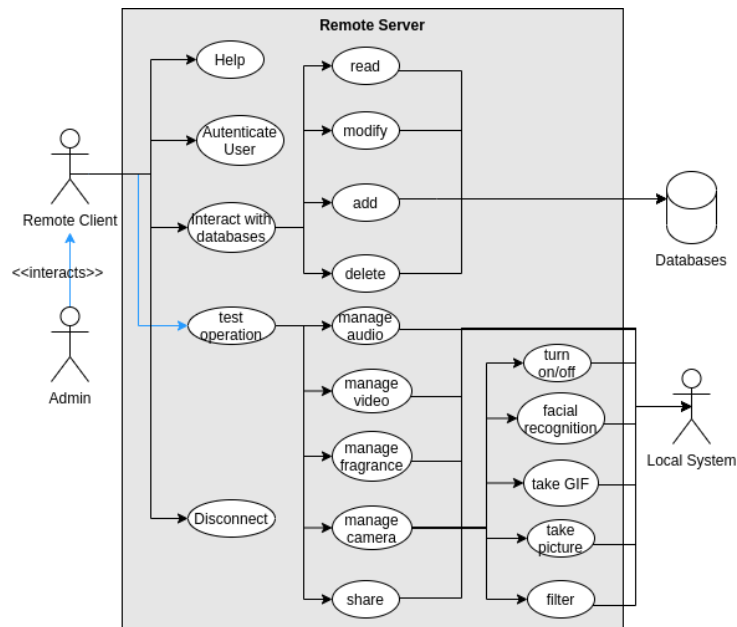 Remote Server
Help
Autenticate
User
Interact with
databases
test
operation
Disconnect
read
modify
add
delete
manage
audio
manage
video
manage
fragrance
manage
camera
share
turn
on/off
facial
recognition
take GIF
take
picture
filter
Remote Client
<<interacts>>
Admin
Databases
Local System